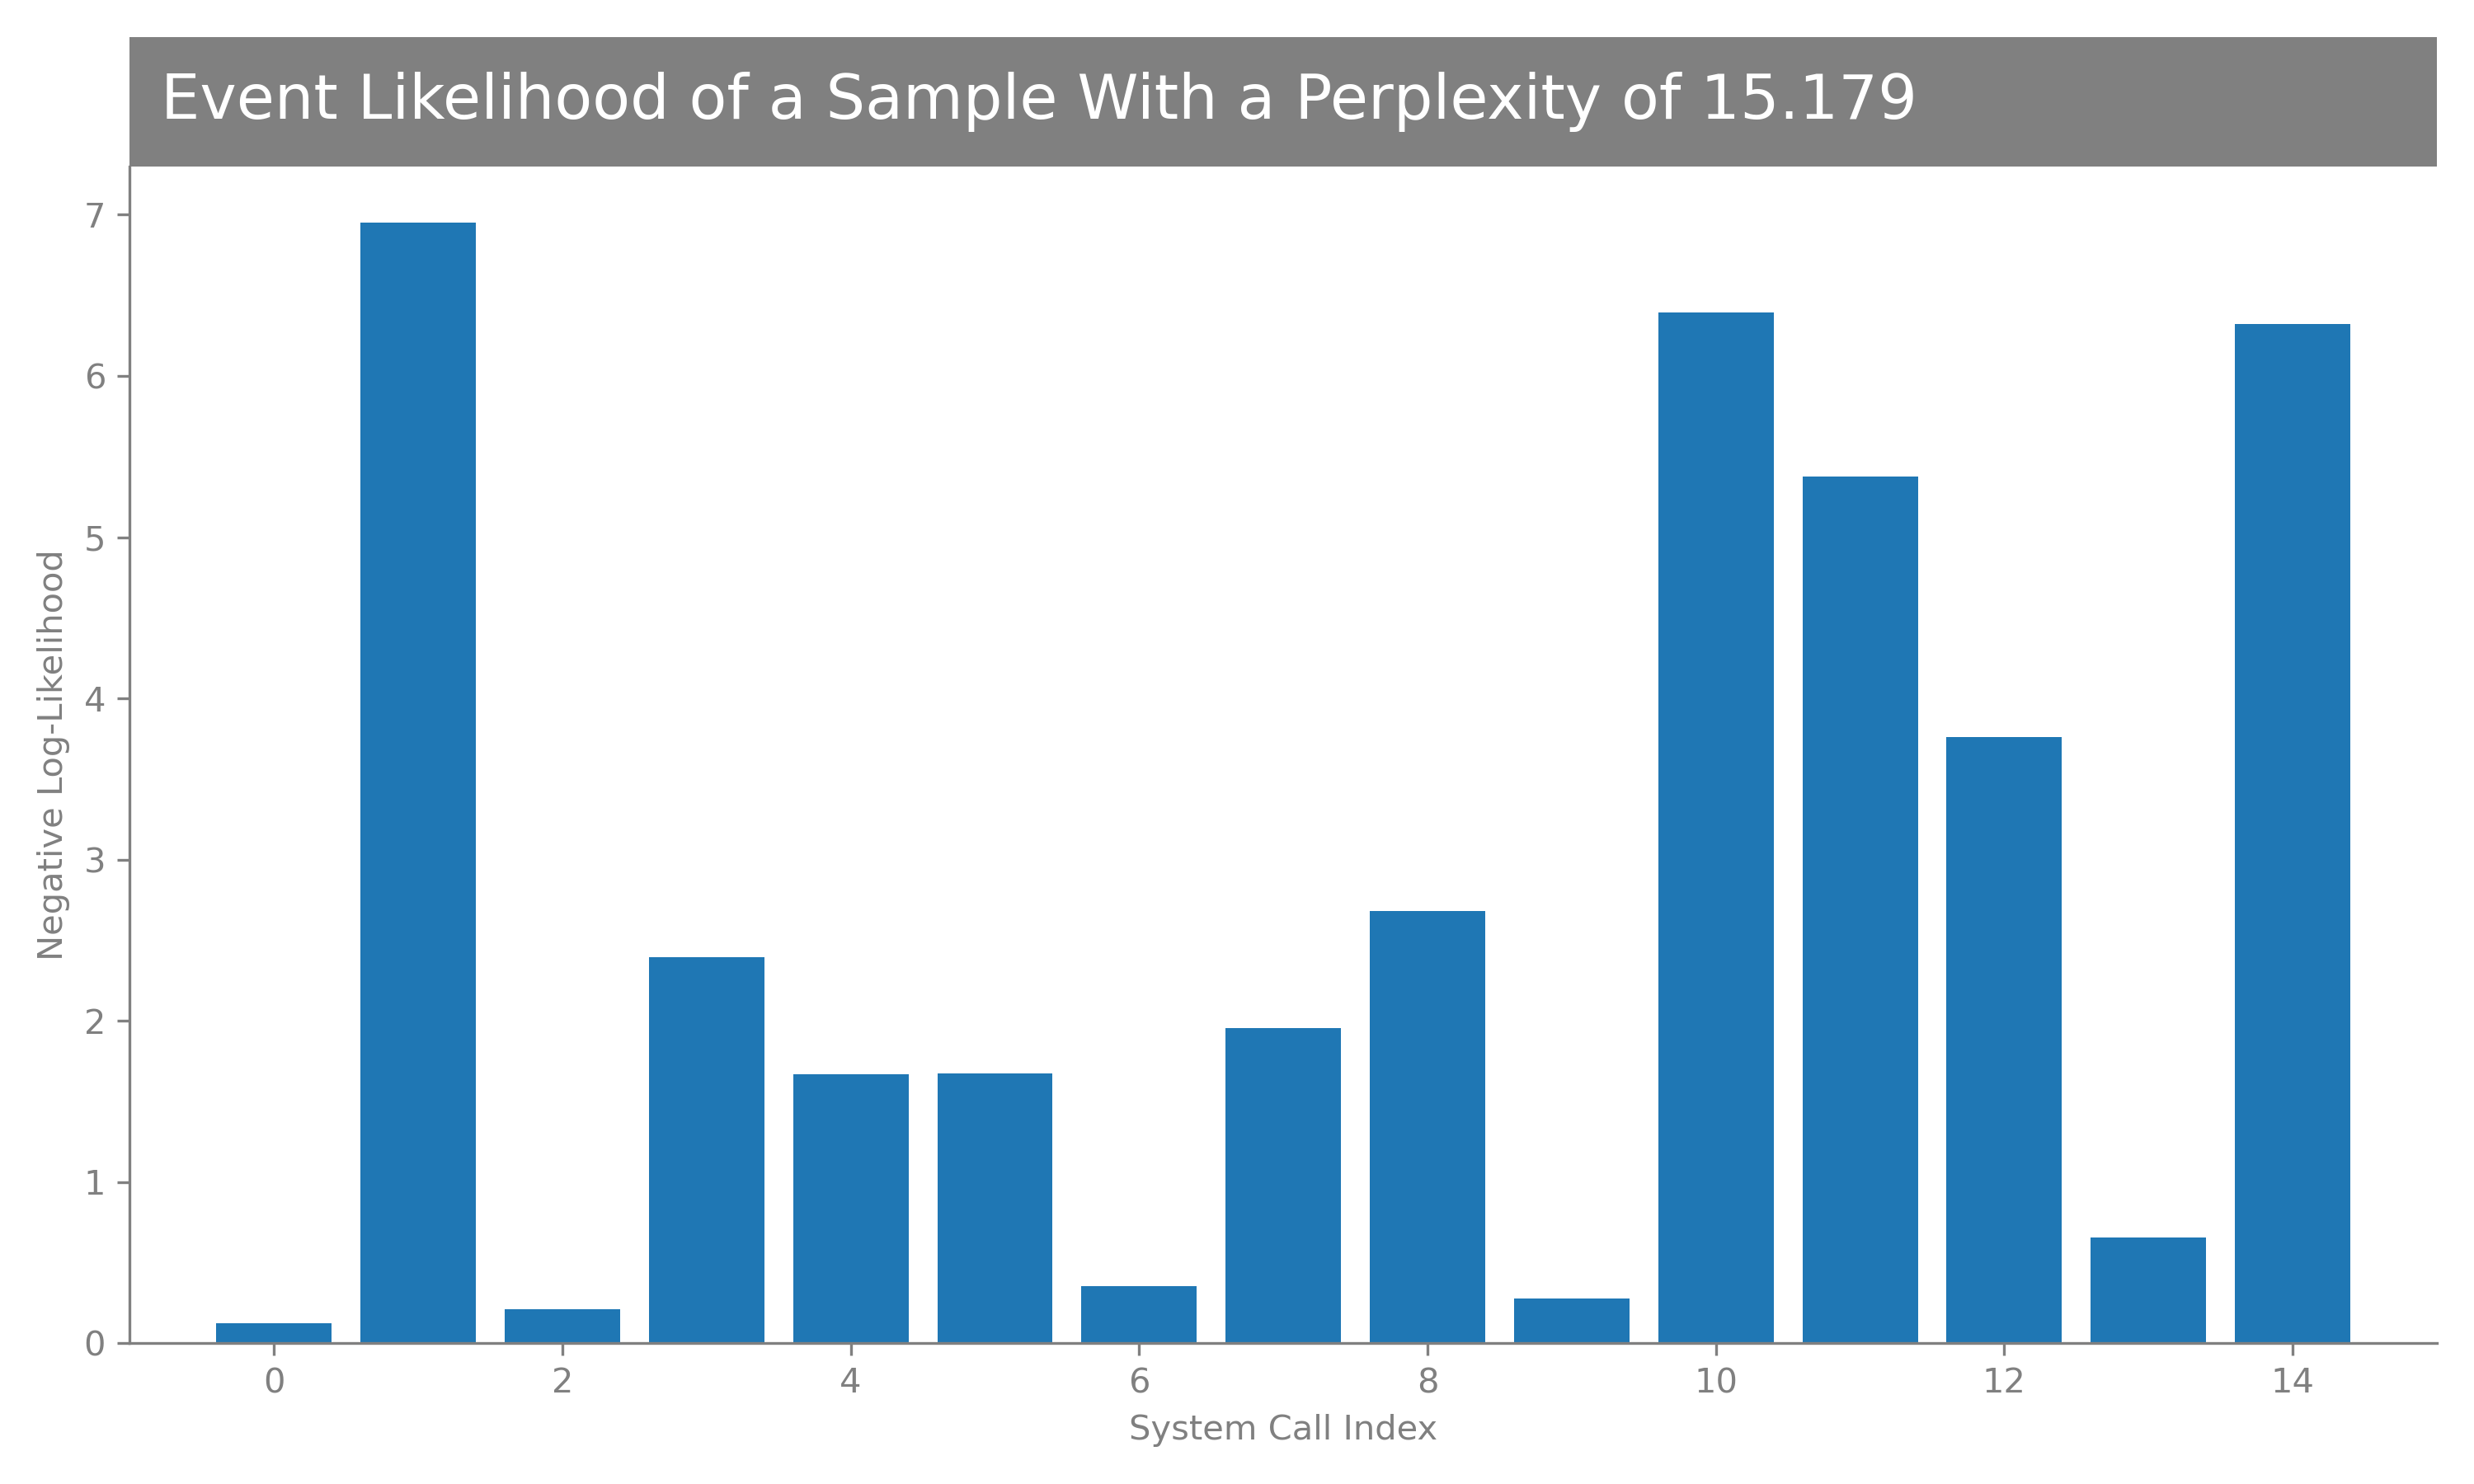 Event Likelihood of a Sample With a Perplexity of 15.179
7
6
5
4
3
2
1
0
Negative Log-Likelihood
0 2 4 6 8 10 12 14
System Call Index